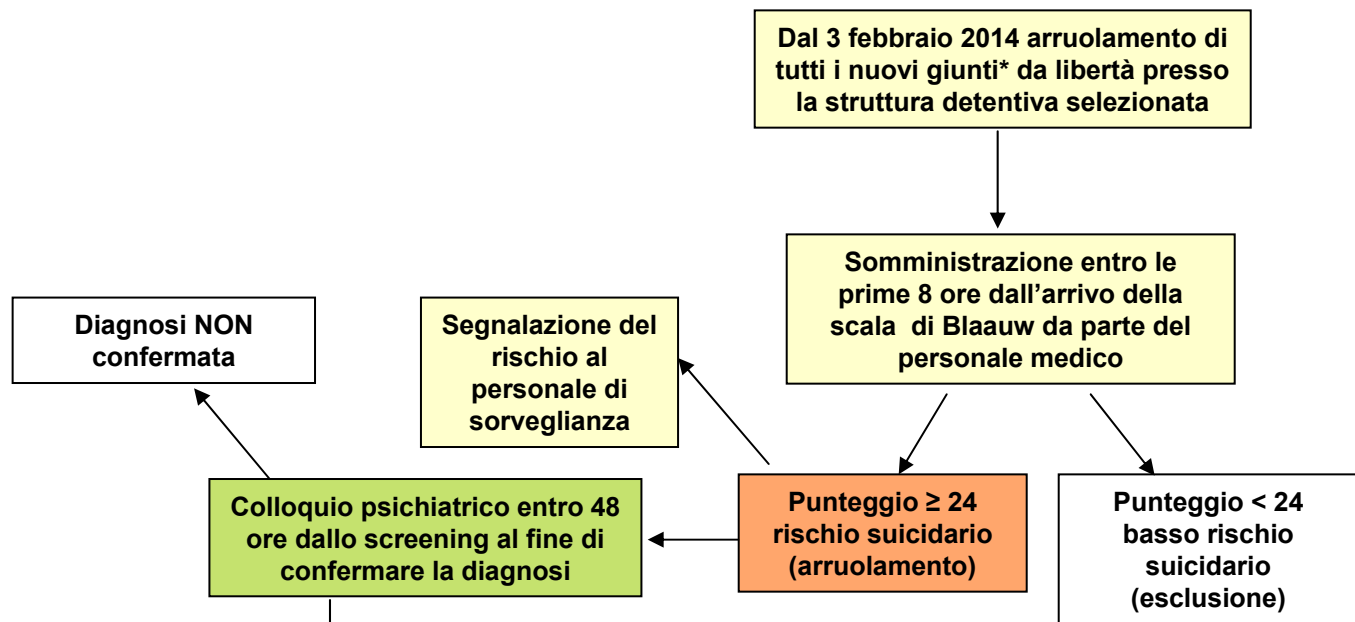 Dal 3 febbraio 2014 arruolamento di
tutti i nuovi giunti* da libertà presso
la struttura detentiva selezionata
Somministrazione entro le
prime 8 ore dall’arrivo della
scala di Blaauw da parte del
personale medico
Segnalazione del
rischio al
personale di
sorveglianza
Diagnosi NON
confermata
Colloquio psichiatrico entro 48
ore dallo screening al fine di
confermare la diagnosi
Punteggio ≥ 24
rischio suicidario
(arruolamento)
Punteggio < 24
basso rischio
suicidario
(esclusione)